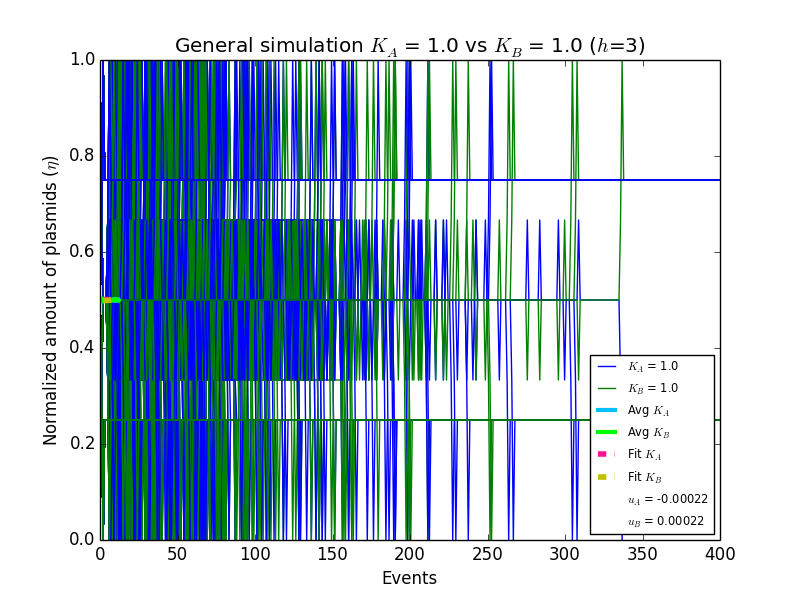 General simulation K_A = 1.0 vs K_B = 1.0 (h=3)
Normalized amount of plasmids (η)
1.0
0.8
0.6
0.4
0.2
0.0
K_A = 1.0
K_B = 1.0
Avg K_A
Avg K_B
Fit K_A
Fit K_B
u_A = -0.00022
u_B = 0.00022
0 50 100 150 200 250 300 350 400
Events